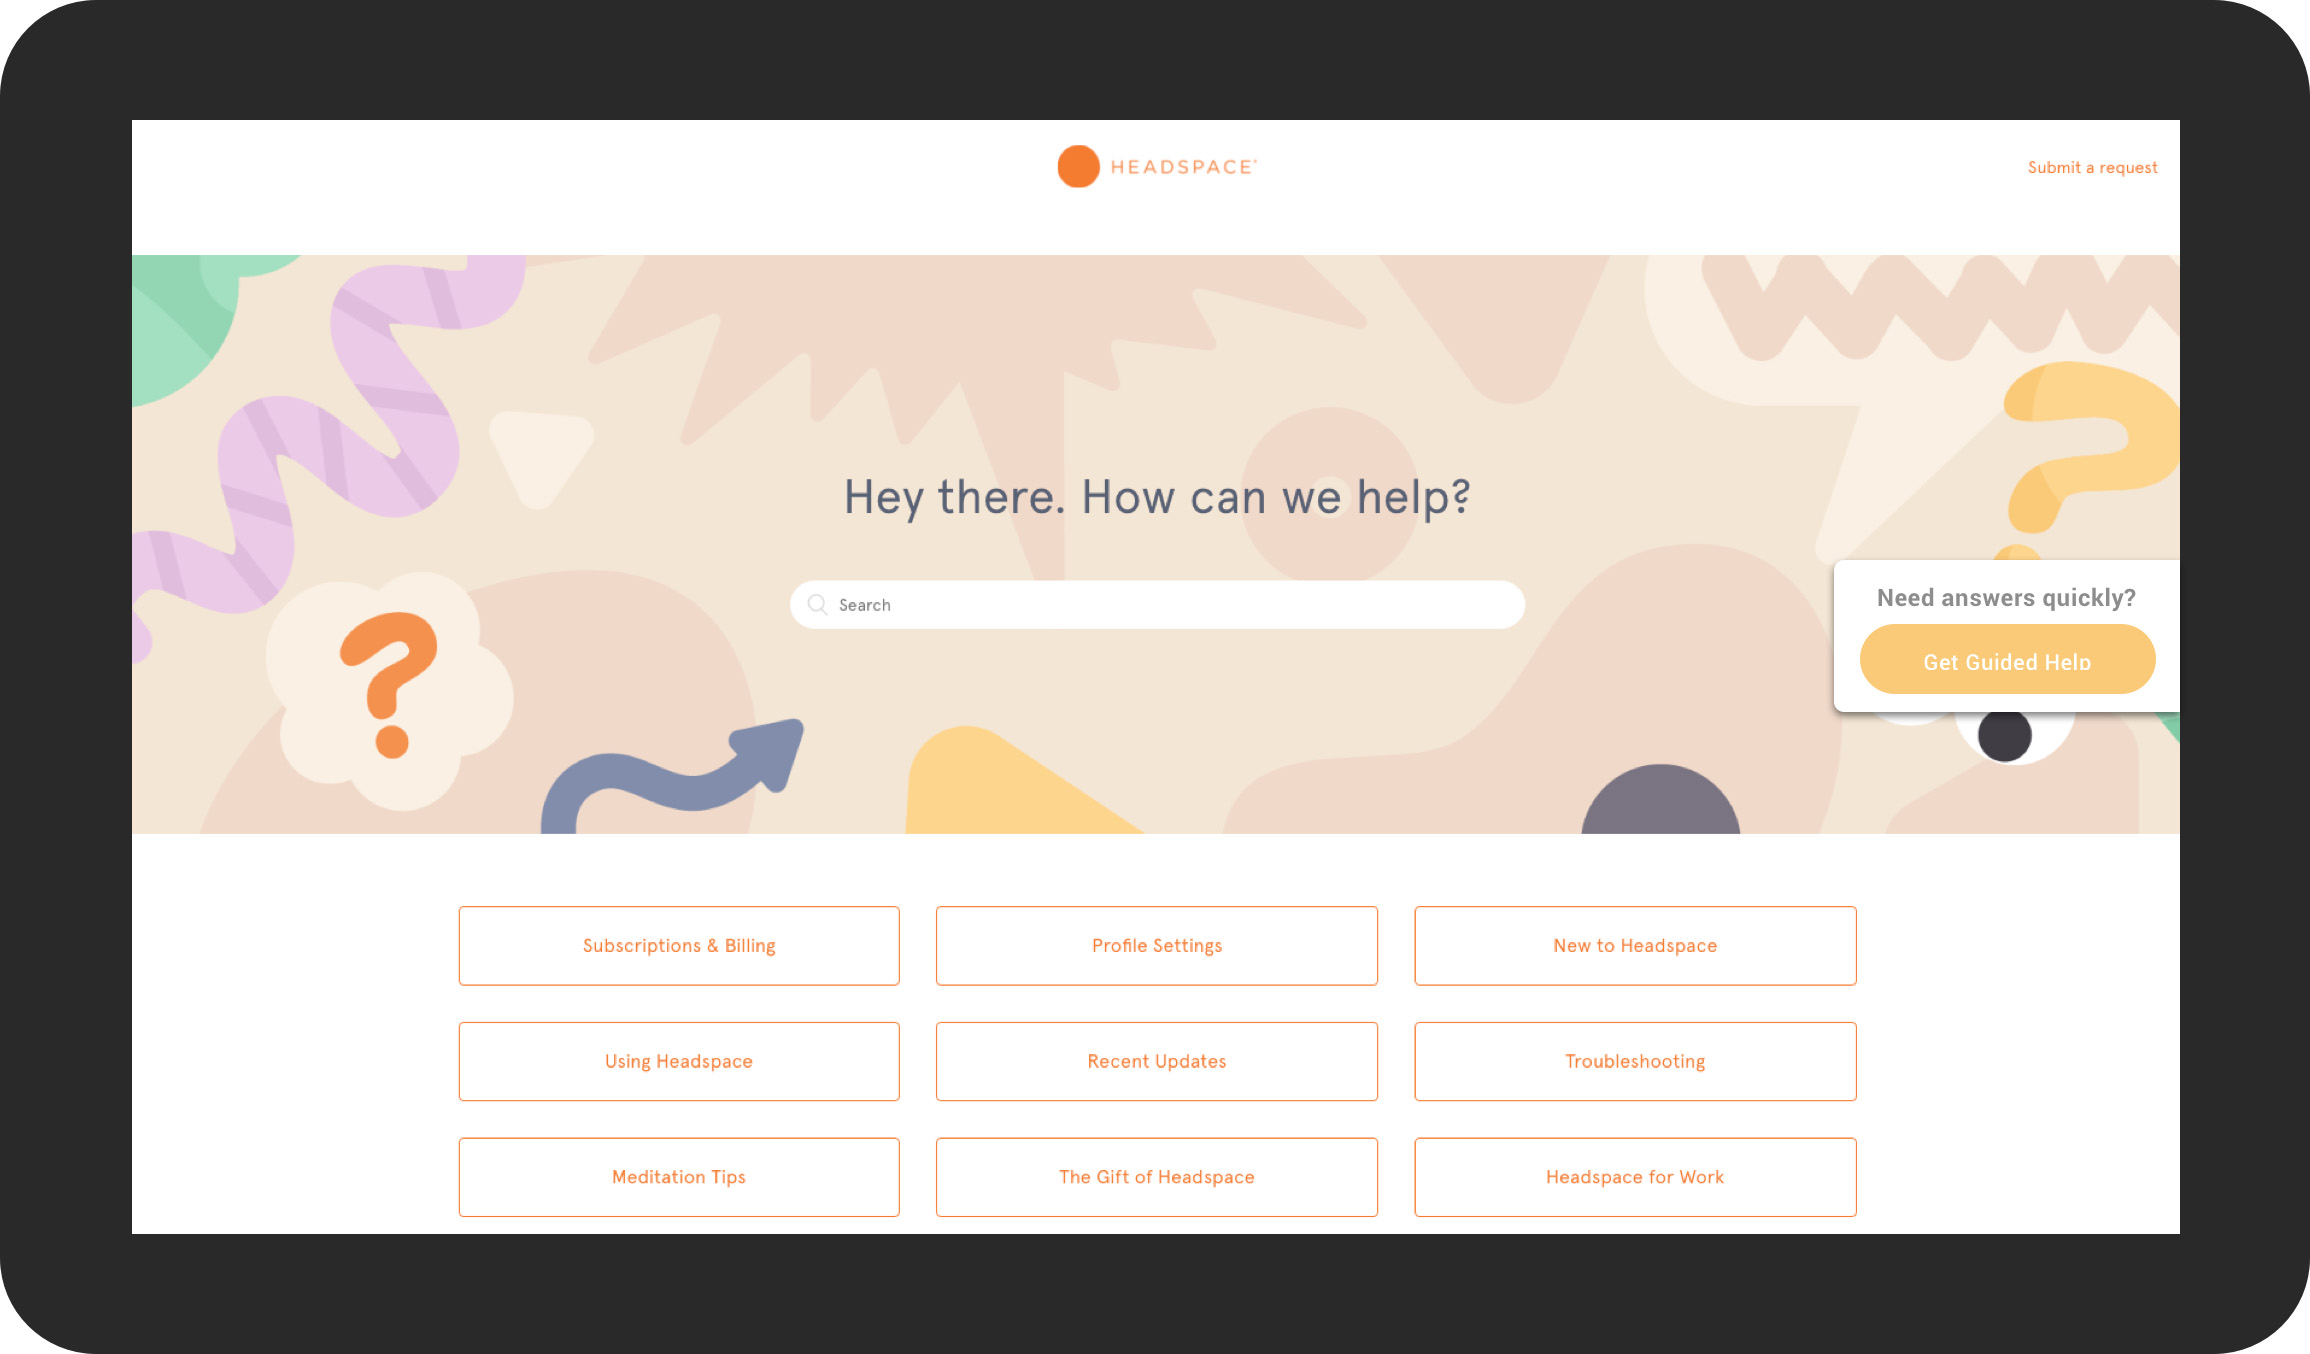 HEADSPACE
Submit a request
Hey there. How can we help?
Search
Need answers quickly?
Get Guided Help
Subscriptions & Billing
Profile Settings
New to Headspace
Using Headspace
Recent Updates
Troubleshooting
Meditation Tips
The Gift of Headspace
Headspace for Work